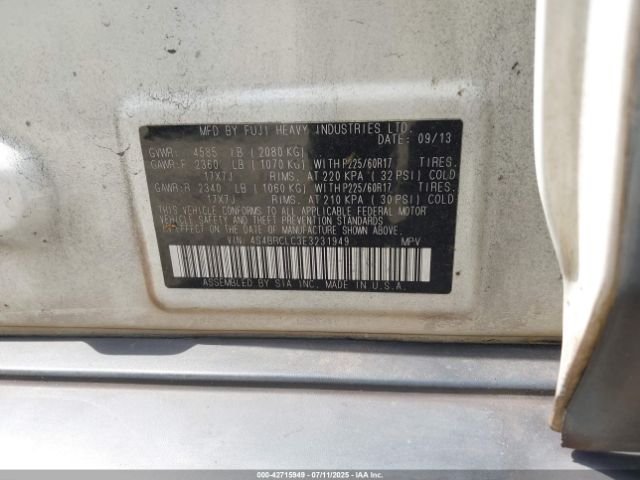 MFD BY FUJI HEAVY INDUSTRIES LTD.
DATE: 09/13
GVWR: 4585 LB ( 2080 KG)
GAWR:F 2360 LB ( 1070 KG) WITH P225/60R17 TIRES.
17X7J RIMS. AT 220 KPA ( 32 PSI) COLD
GAWR:R 2340 LB ( 1060 KG) WITH P225/60R17 TIRES.
17X7J RIMS. AT 210 KPA ( 30 PSI) COLD
THIS VEHICLE CONFORMS TO ALL APPLICABLE FEDERAL MOTOR
VEHICLE SAFETY AND THEFT PREVENTION STANDARDS
IN EFFECT ON THE DATE OF MANUFACTURE SHOWN ABOVE.
VIN: 4S4BRCLC3E3231949 MPV
ASSEMBLED BY SIA INC. MADE IN U.S.A.
000-42715949 - 07/11/2025 - IAAI.COM